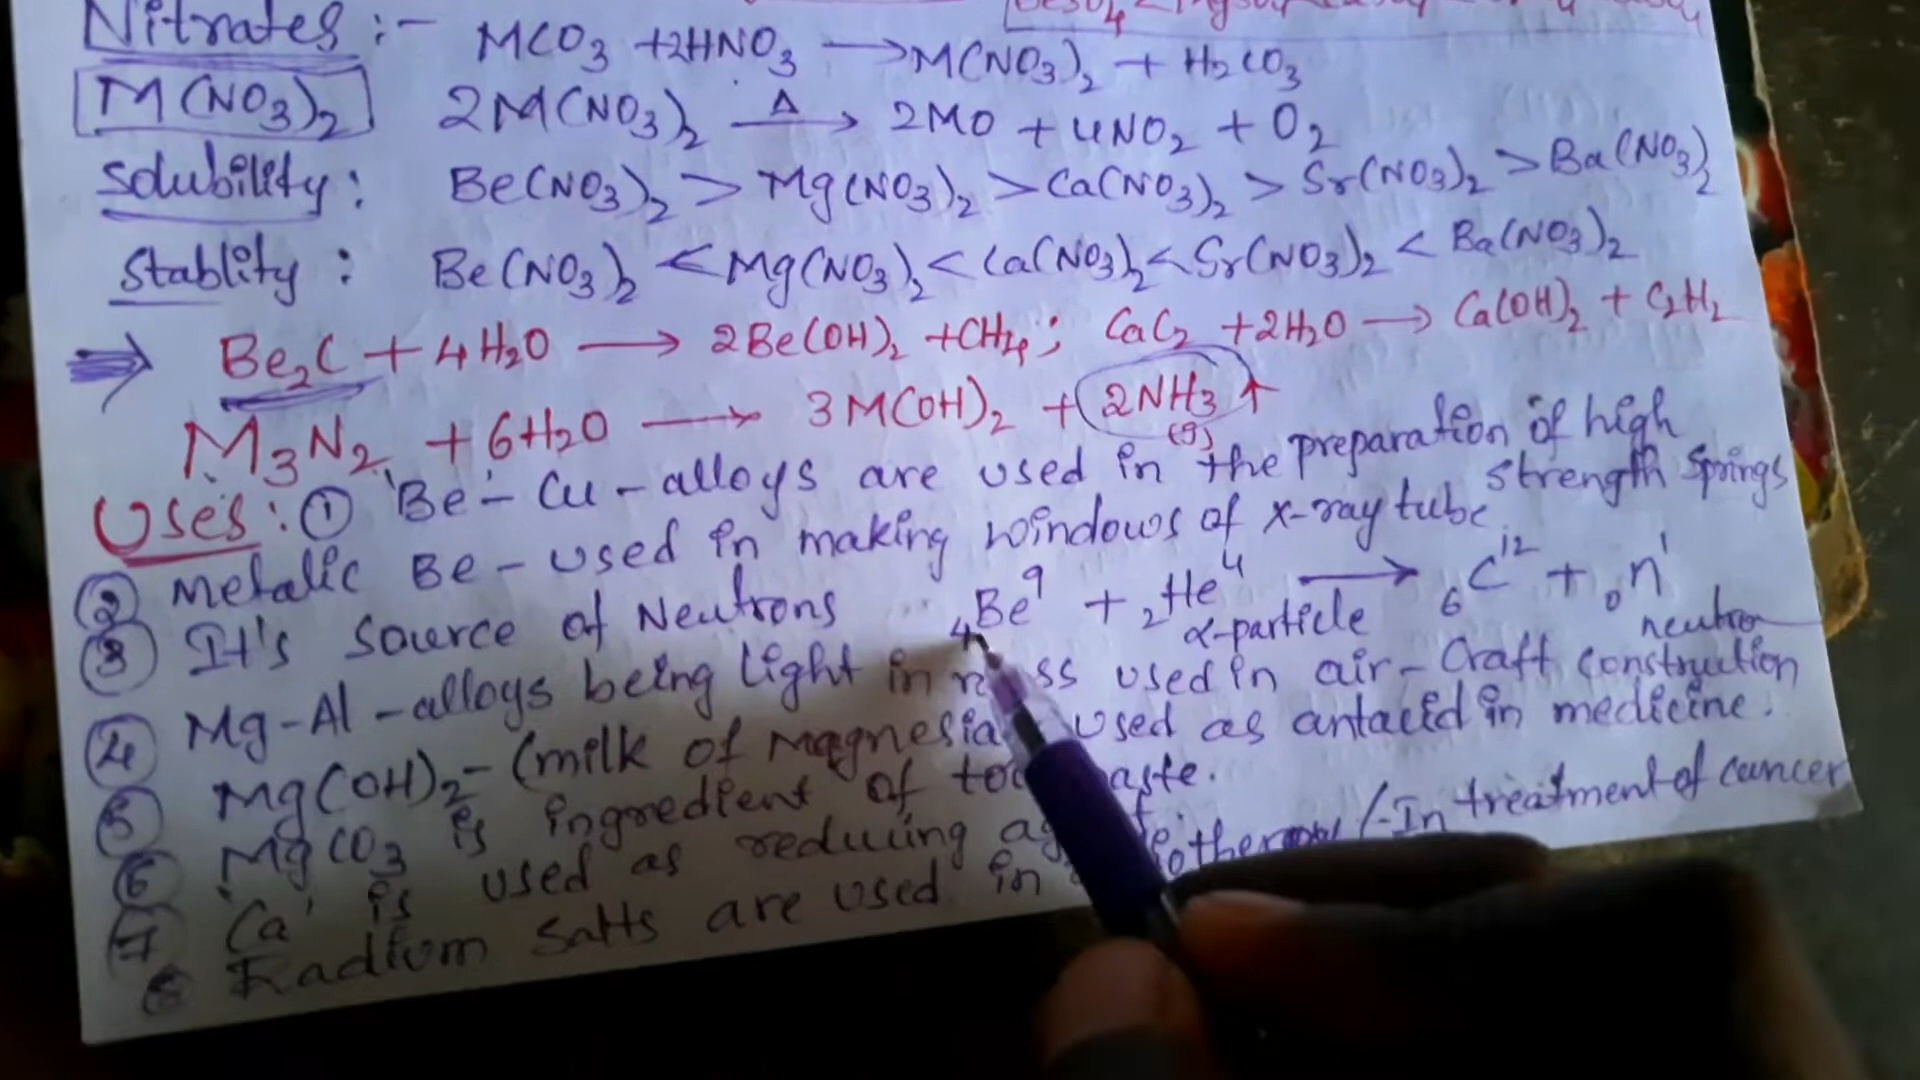 Nitrates :- MCO3 +2HNO3 → M(NO3)2 + H2CO3
M(NO3)2 2M(NO3)2 Δ→ 2MO + 4NO2 + O2
Solubility : Be(NO3)2 > Mg(NO3)2 > Ca(NO3)2 > Sr(NO3)2 > Ba(NO3)2
Stablity : Be(NO3)2 < Mg(NO3)2 < Ca(NO3)2 < Sr(NO3)2 < Ba(NO3)2
⇒ Be2C + 4H2O → 2Be(OH)2 + CH4; CaC2 + 2H2O → Ca(OH)2 + C2H2
M3N2 + 6H2O → 3M(OH)2 + 2NH3 ↑
(g)
Uses : ① 'Be' - Cu - alloys are used in the preparation of high strength springs
② Metalic Be - used in making windows of x-ray tube
③ It's source of Neutrons 4Be9 + 2He4 → 6C12 + 0n1
α-particle neutron
④ Mg-Al-alloys being light in used in air-Craft construction
⑤ Mg(OH)2 - (milk of Magnesia used as antacid in medicine.
⑥ MgCO3 is ingredient of
⑦ 'Ca' is used as reducing
⑧ Radium Salts are used in (-In treatment of cancer